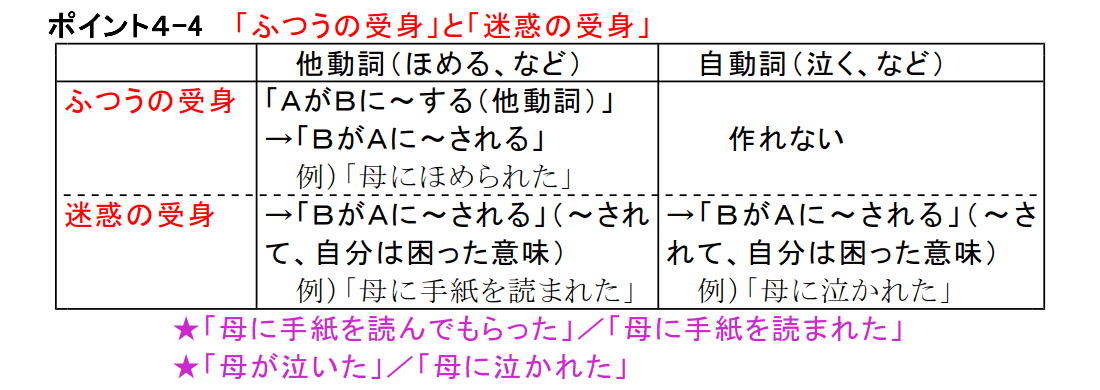 ポイント4-4 「ふつうの受身」と「迷惑の受身」
他動詞（ほめる、など） 自動詞（泣く、など）
ふつうの受身 「AがBに～する（他動詞）」
→「BがAに～される」 作れない
例）「母にほめられた」
迷惑の受身 →「BがAに～される」（～され →「BがAに～される」（～さ
て、自分は困った意味） れて、自分は困った意味）
例）「母に手紙を読まれた」 例）「母に泣かれた」
★「母に手紙を読んでもらった」／「母に手紙を読まれた」
★「母が泣いた」／「母に泣かれた」